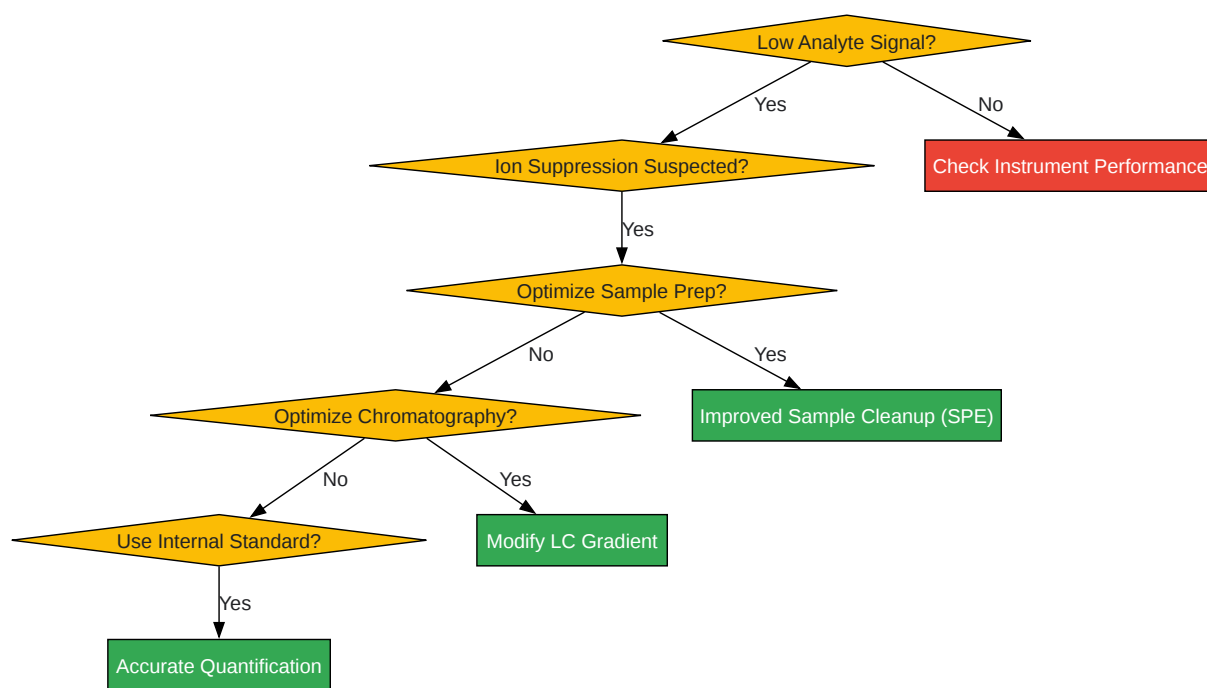 Low Analyte Signal?
Yes
No
Ion Suppression Suspected?
Check Instrument Performance
Yes
Optimize Sample Prep?
No
Yes
Optimize Chromatography?
Improved Sample Cleanup (SPE)
No
Yes
Use Internal Standard?
Modify LC Gradient
Yes
Accurate Quantification